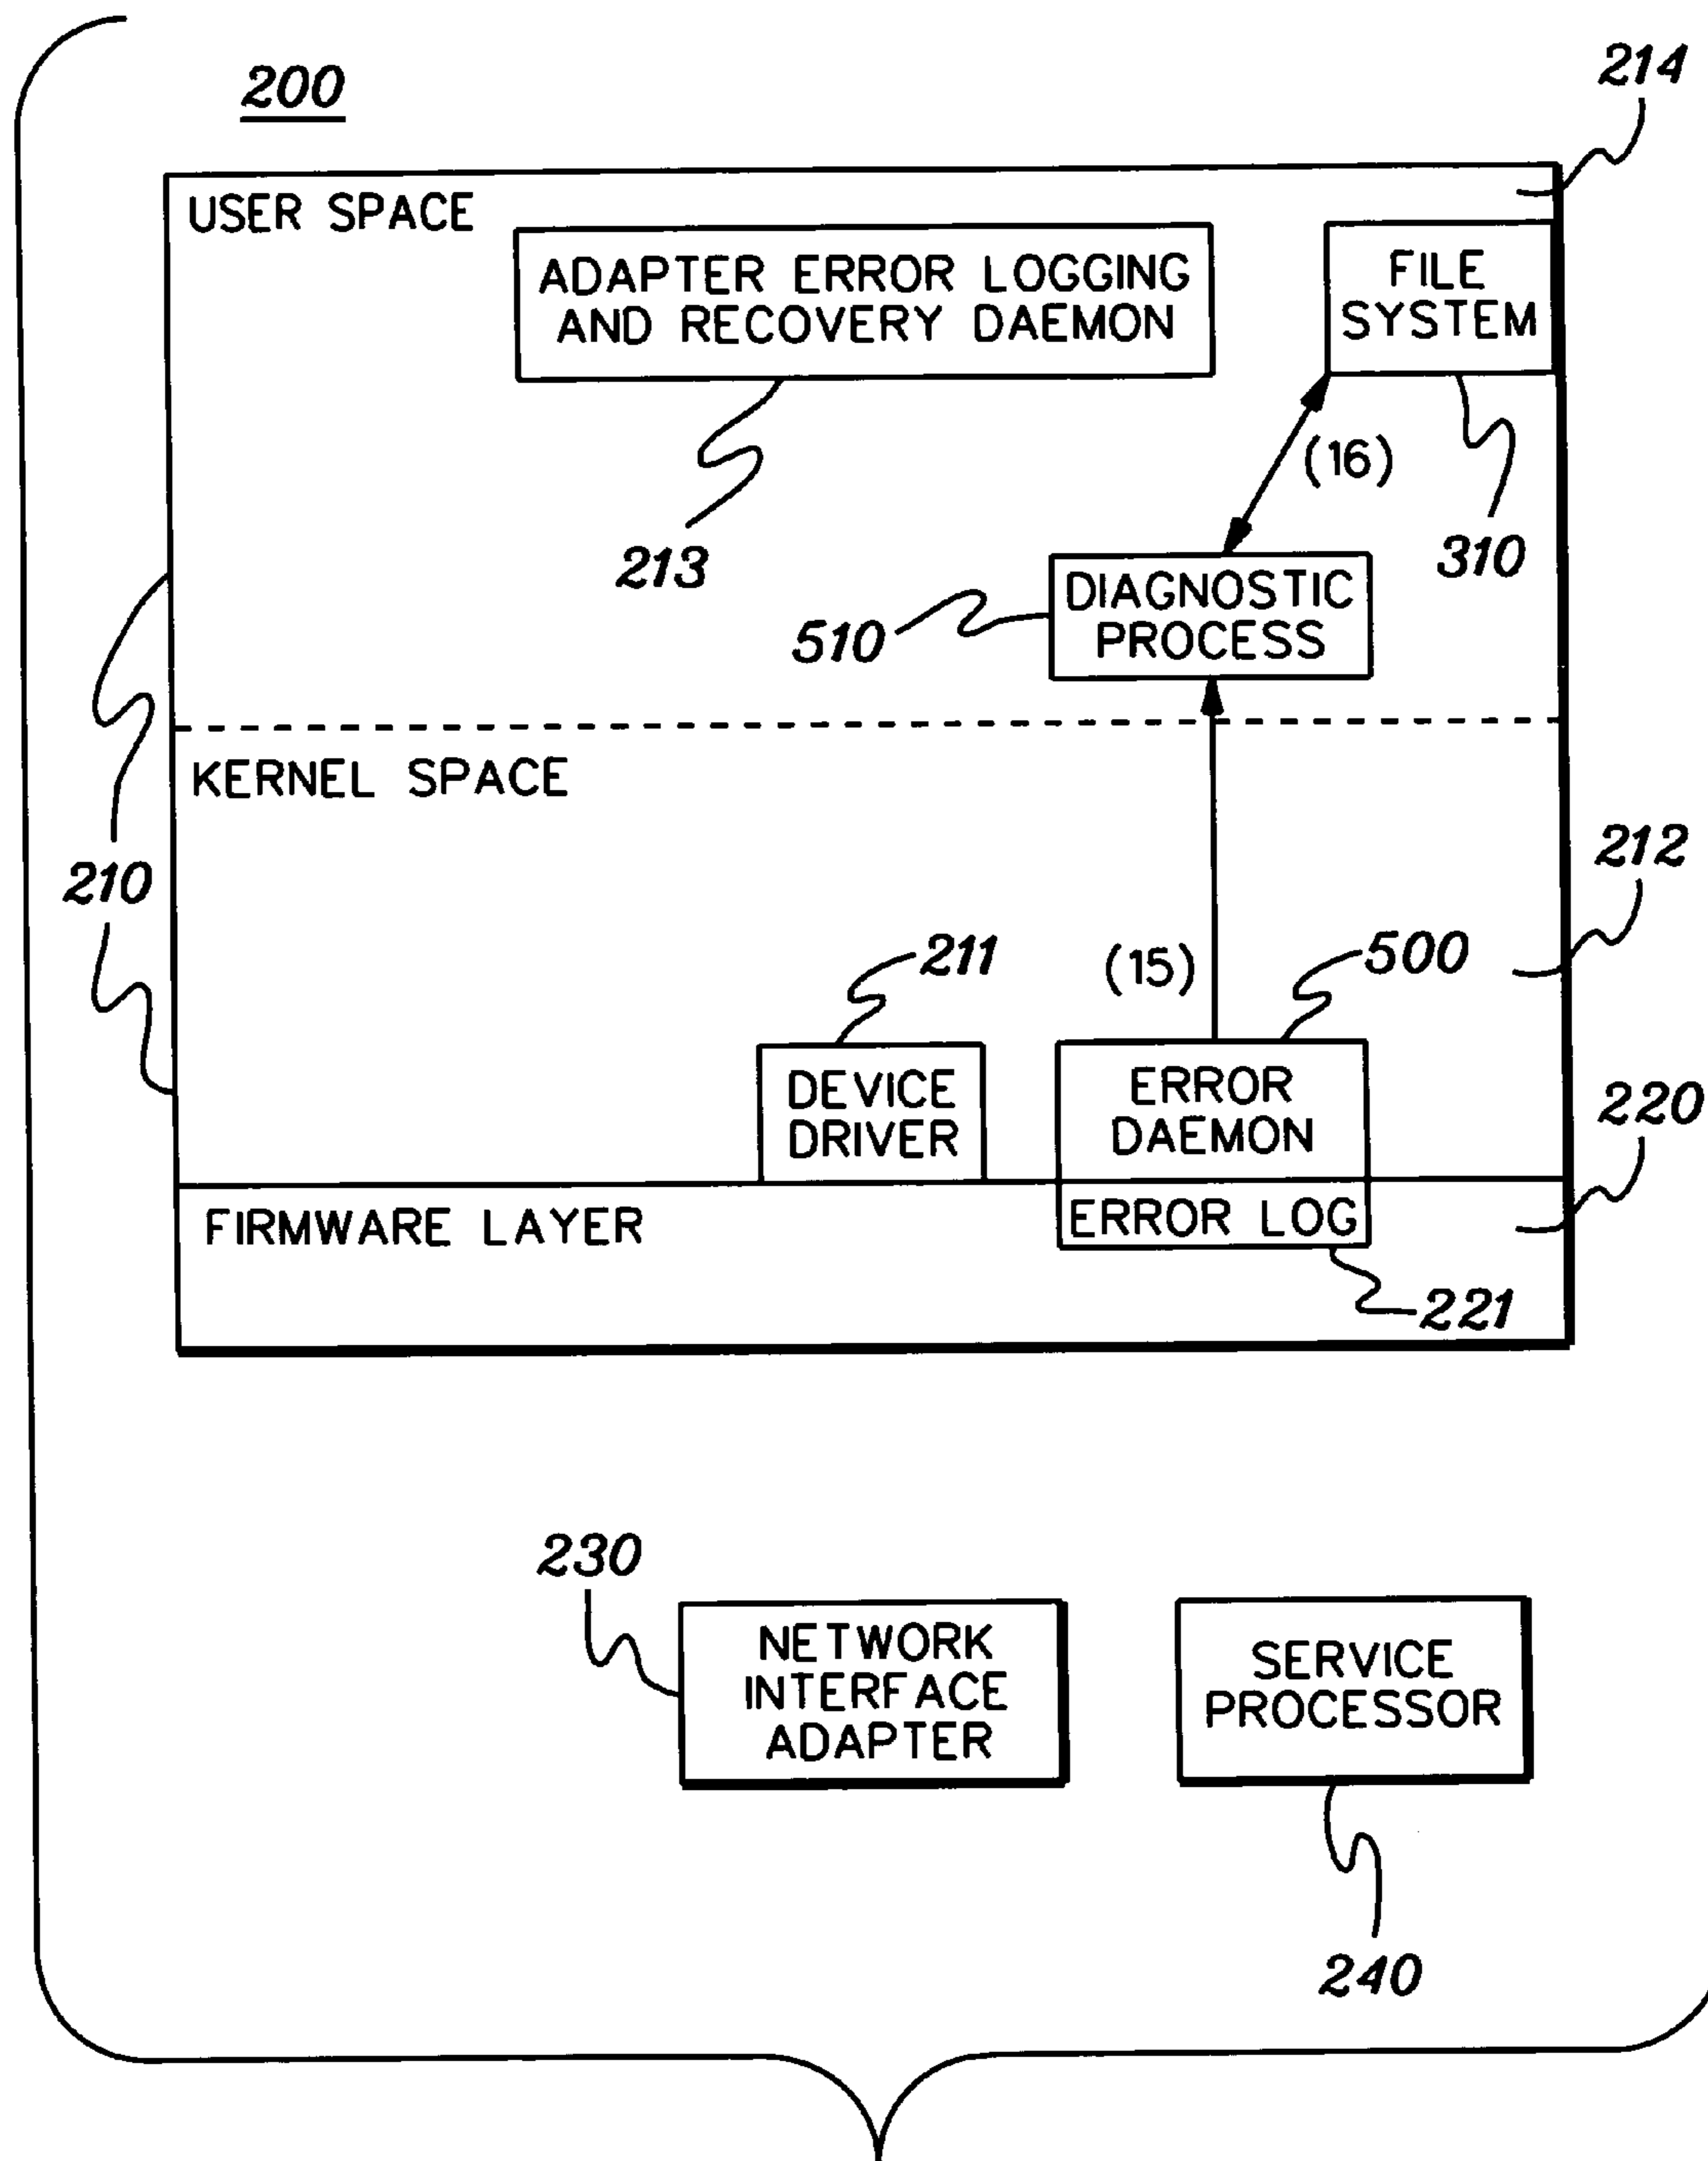 200
214
USER SPACE
ADAPTER ERROR LOGGING
AND RECOVERY DAEMON
FILE
SYSTEM
(16)
213
310
510
DIAGNOSTIC
PROCESS
KERNEL SPACE
210
212
211
(15)
500
DEVICE
DRIVER
ERROR
DAEMON
220
FIRMWARE LAYER
ERROR LOG
221
230
NETWORK
INTERFACE
ADAPTER
SERVICE
PROCESSOR
240